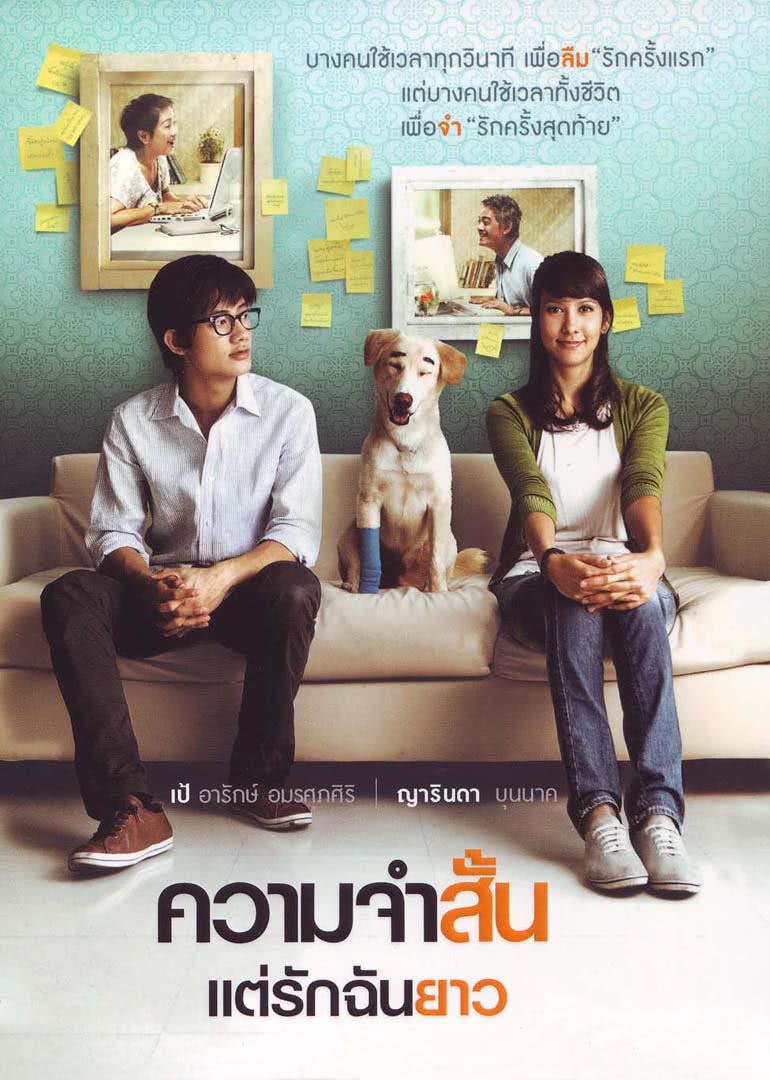 บางคนใช้เวลาทุกวินาที เพื่อลืม “รักครั้งแรก”
แต่บางคนใช้เวลาทั้งชีวิต
เพื่อจำ “รักครั้งสุดท้าย”
เป้ อารักษ์ อมรศุภศิริ | ญารินดา บุนนาค
ความจำสั้น
แต่รักฉันยาว